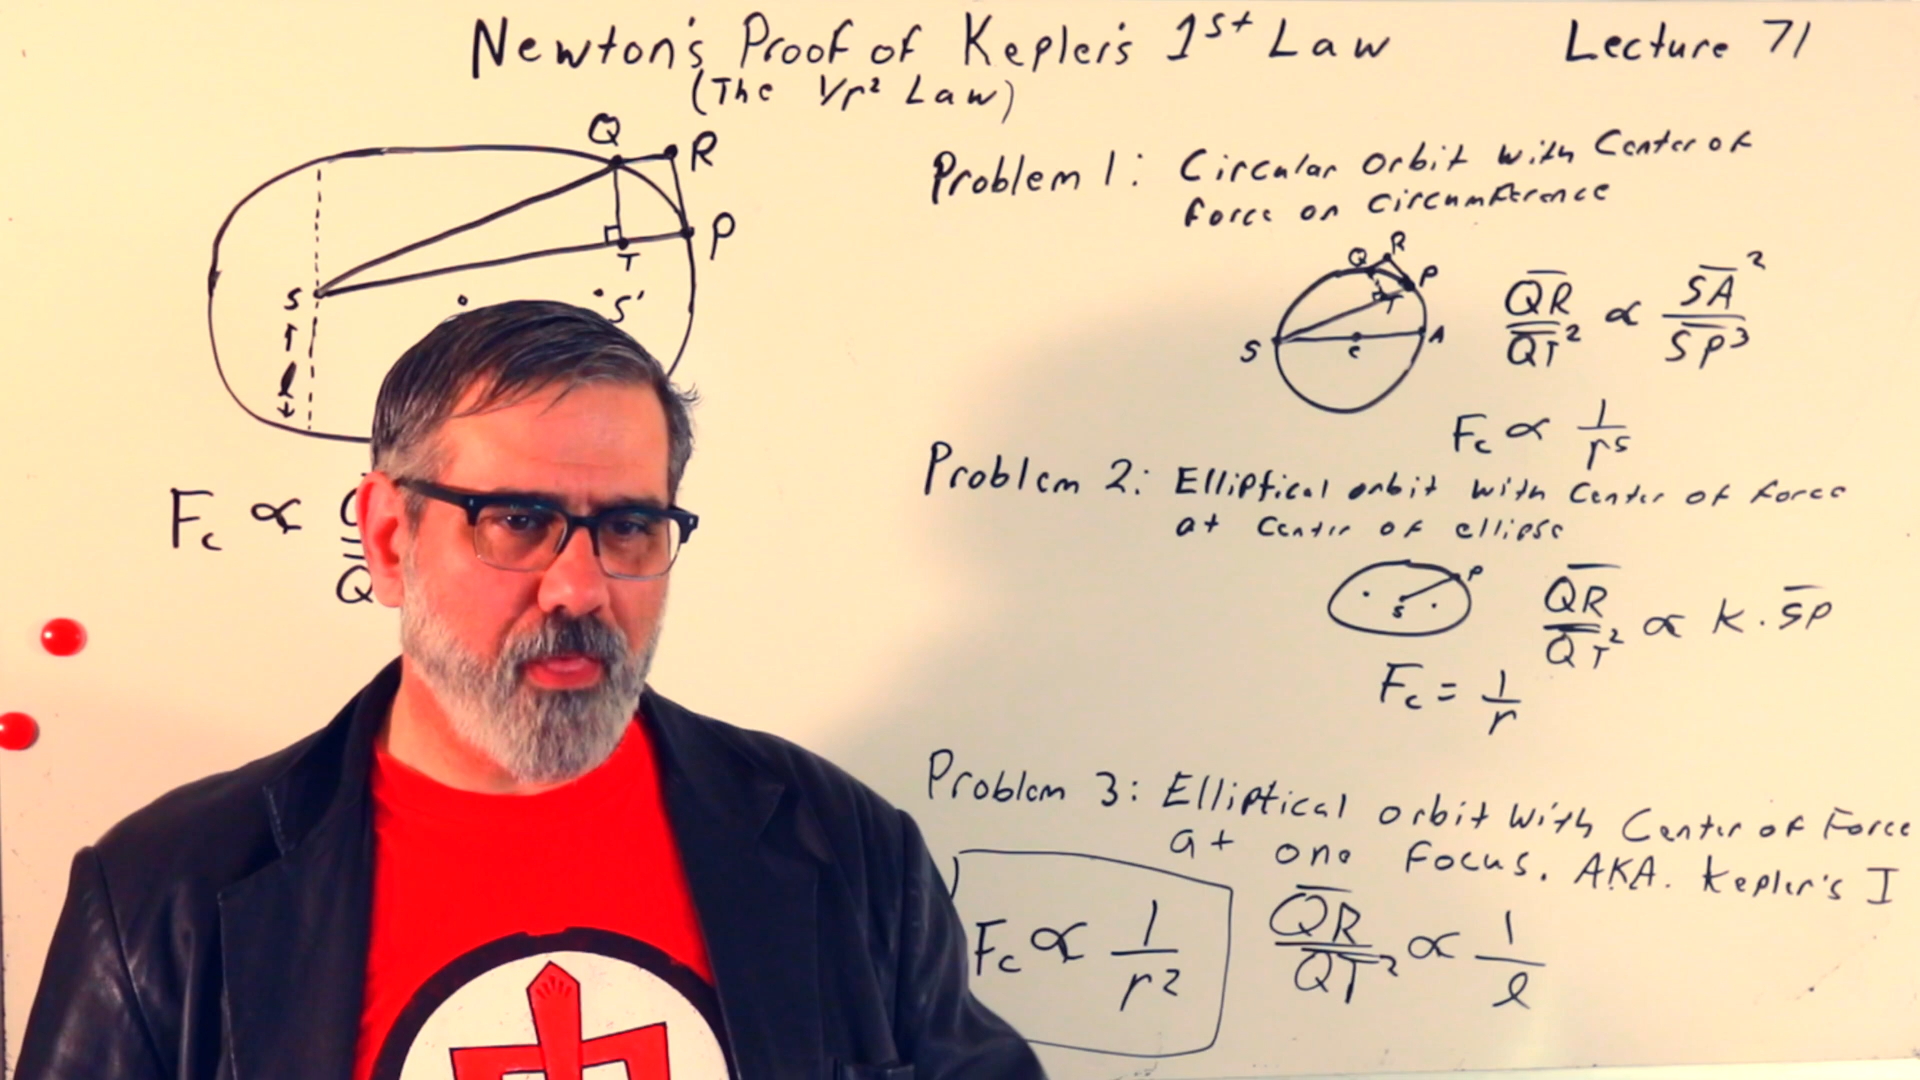 Newton's Proof of Kepler's 1st Law
Lecture 71
(The 1/r² Law)
Q
R
P
T
S
S'
l
Fc ∝
Q
Problem 1: Circular orbit with Center of
force on circumference
Q R P
T
S c A
QR/QT² ∝ SA²/SP³
Fc ∝ 1/r⁵
Problem 2: Elliptical orbit with Center of force
at Center of ellipse
P
S
QR/QT² ∝ K · SP
Fc = 1/r
Problem 3: Elliptical orbit with Center of Force
at one Focus. AKA. Kepler's I
Fc ∝ 1/r²
QR/QT² ∝ 1/l